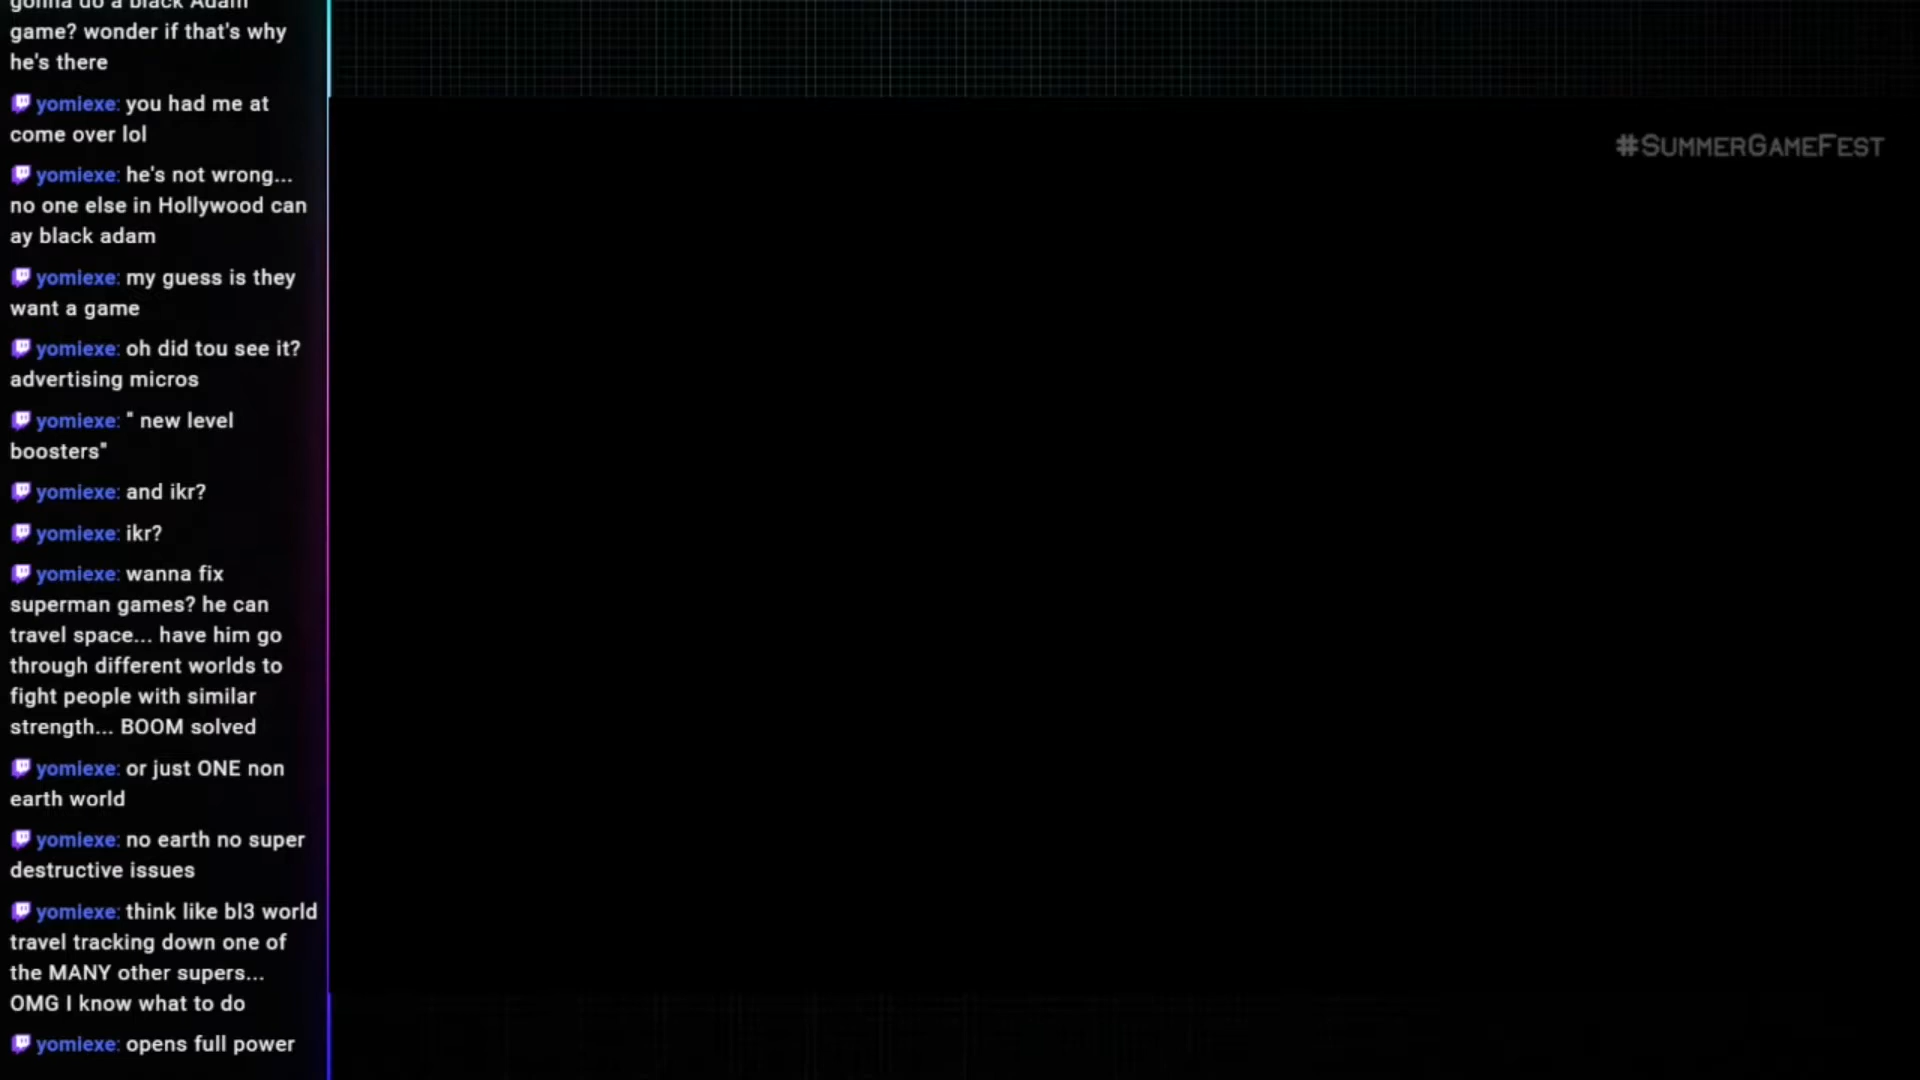 gonna do a black Adam
game? wonder if that's why
he's there
yomiexe: you had me at
come over lol
yomiexe: he's not wrong...
no one else in Hollywood can
ay black adam
yomiexe: my guess is they
want a game
yomiexe: oh did tou see it?
advertising micros
yomiexe: " new level
boosters"
yomiexe: and ikr?
yomiexe: ikr?
yomiexe: wanna fix
superman games? he can
travel space... have him go
through different worlds to
fight people with similar
strength... BOOM solved
yomiexe: or just ONE non
earth world
yomiexe: no earth no super
destructive issues
yomiexe: think like bl3 world
travel tracking down one of
the MANY other supers...
OMG I know what to do
yomiexe: opens full power
#SUMMERGAMEFEST